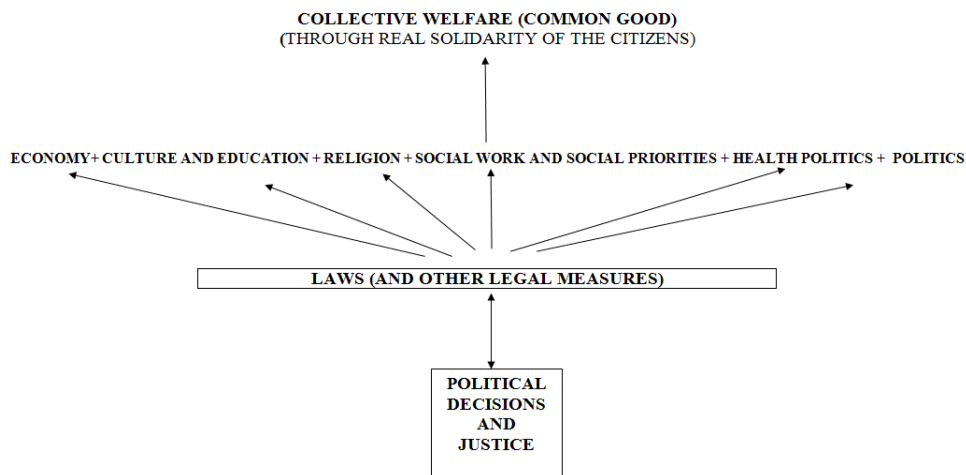 COLLECTIVE WELFARE (COMMON GOOD)
(THROUGH REAL SOLIDARITY OF THE CITIZENS)
ECONOMY+ CULTURE AND EDUCATION + RELIGION + SOCIAL WORK AND SOCIAL PRIORITIES + HEALTH POLITICS + POLITICS
LAWS (AND OTHER LEGAL MEASURES)
POLITICAL
DECISIONS
AND
JUSTICE